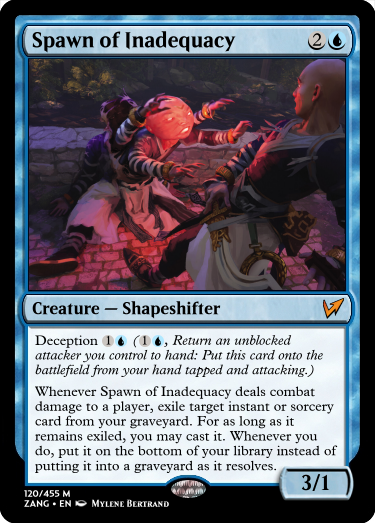 Spawn of Inadequacy 2
Creature — Shapeshifter
Deception 1 (1, Return an unblocked
attacker you control to hand: Put this card onto the
battlefield from your hand tapped and attacking.)
Whenever Spawn of Inadequacy deals combat
damage to a player, exile target instant or sorcery
card from your graveyard. For as long as it
remains exiled, you may cast it. Whenever you
do, put it on the bottom of your library instead of
putting it into a graveyard as it resolves.
3/1
120/455 M
ZANG • EN Mylene Bertrand